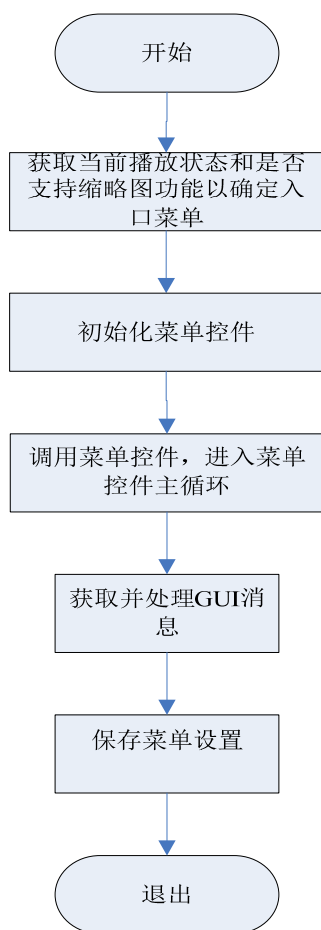 开始
获取当前播放状态和是否
支持缩略图功能以确定入
口菜单
初始化菜单控件
调用菜单控件，进入菜单
控件主循环
获取并处理GUI消
息
保存菜单设置
退出